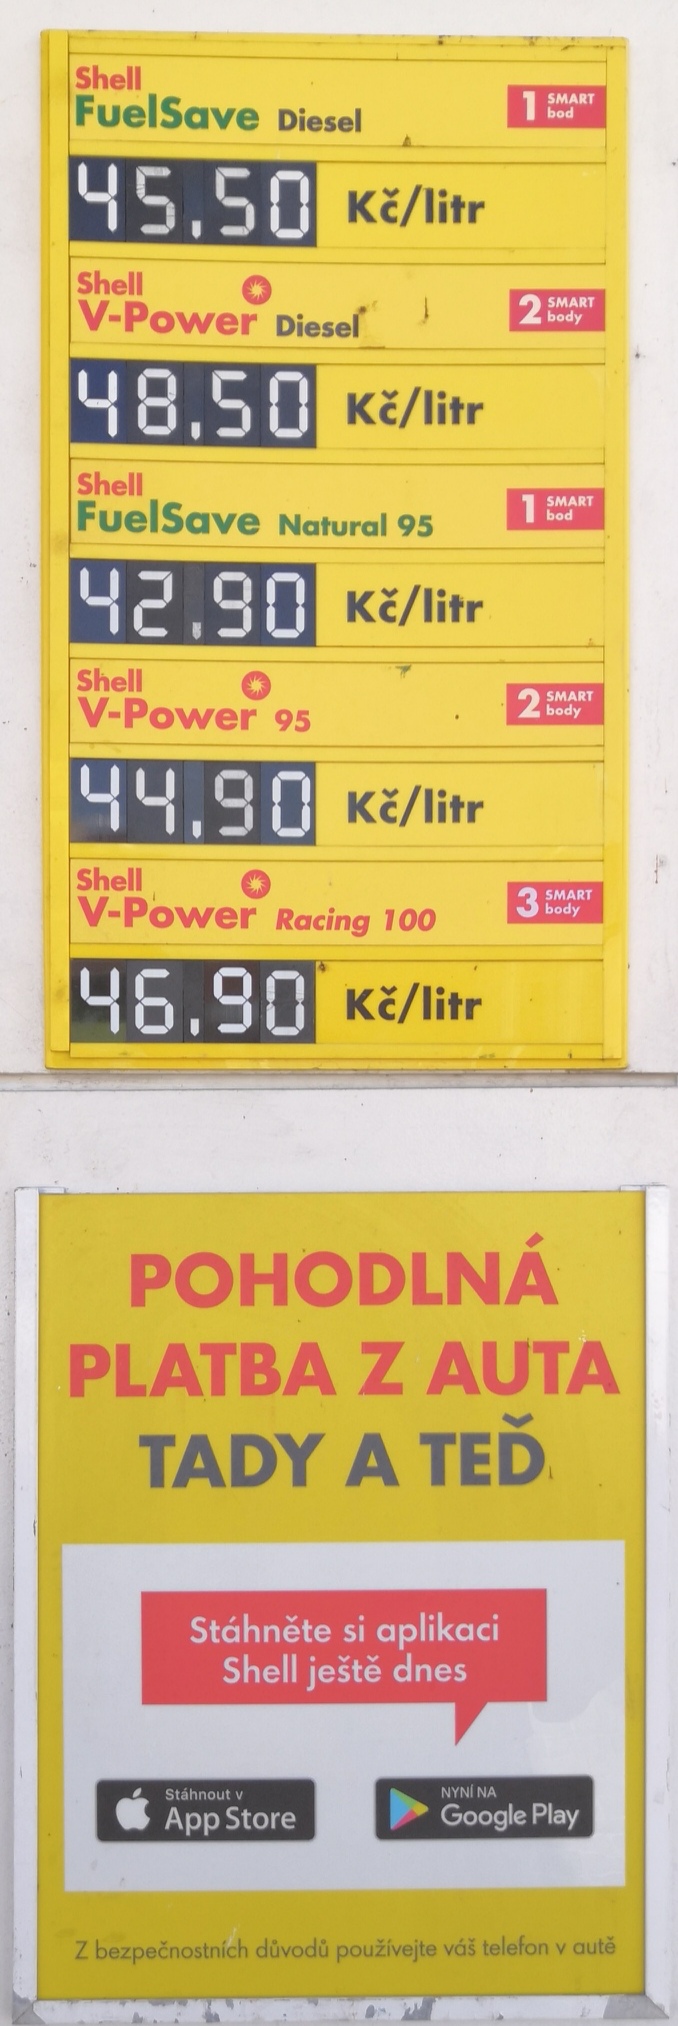 Shell
FuelSave Diesel
1 SMART
bod
45.50 Kč/litr
Shell
V-Power Diesel
2 SMART
body
48.50 Kč/litr
Shell
FuelSave Natural 95
1 SMART
bod
42.90 Kč/litr
Shell
V-Power 95
2 SMART
body
44.90 Kč/litr
Shell
V-Power Racing 100
3 SMART
body
46.90 Kč/litr
POHODLNÁ
PLATBA Z AUTA
TADY A TEĎ
Stáhněte si aplikaci
Shell ještě dnes
Stáhnout v
App Store
NYNÍ NA
Google Play
Z bezpečnostních důvodů používejte váš telefon v autě